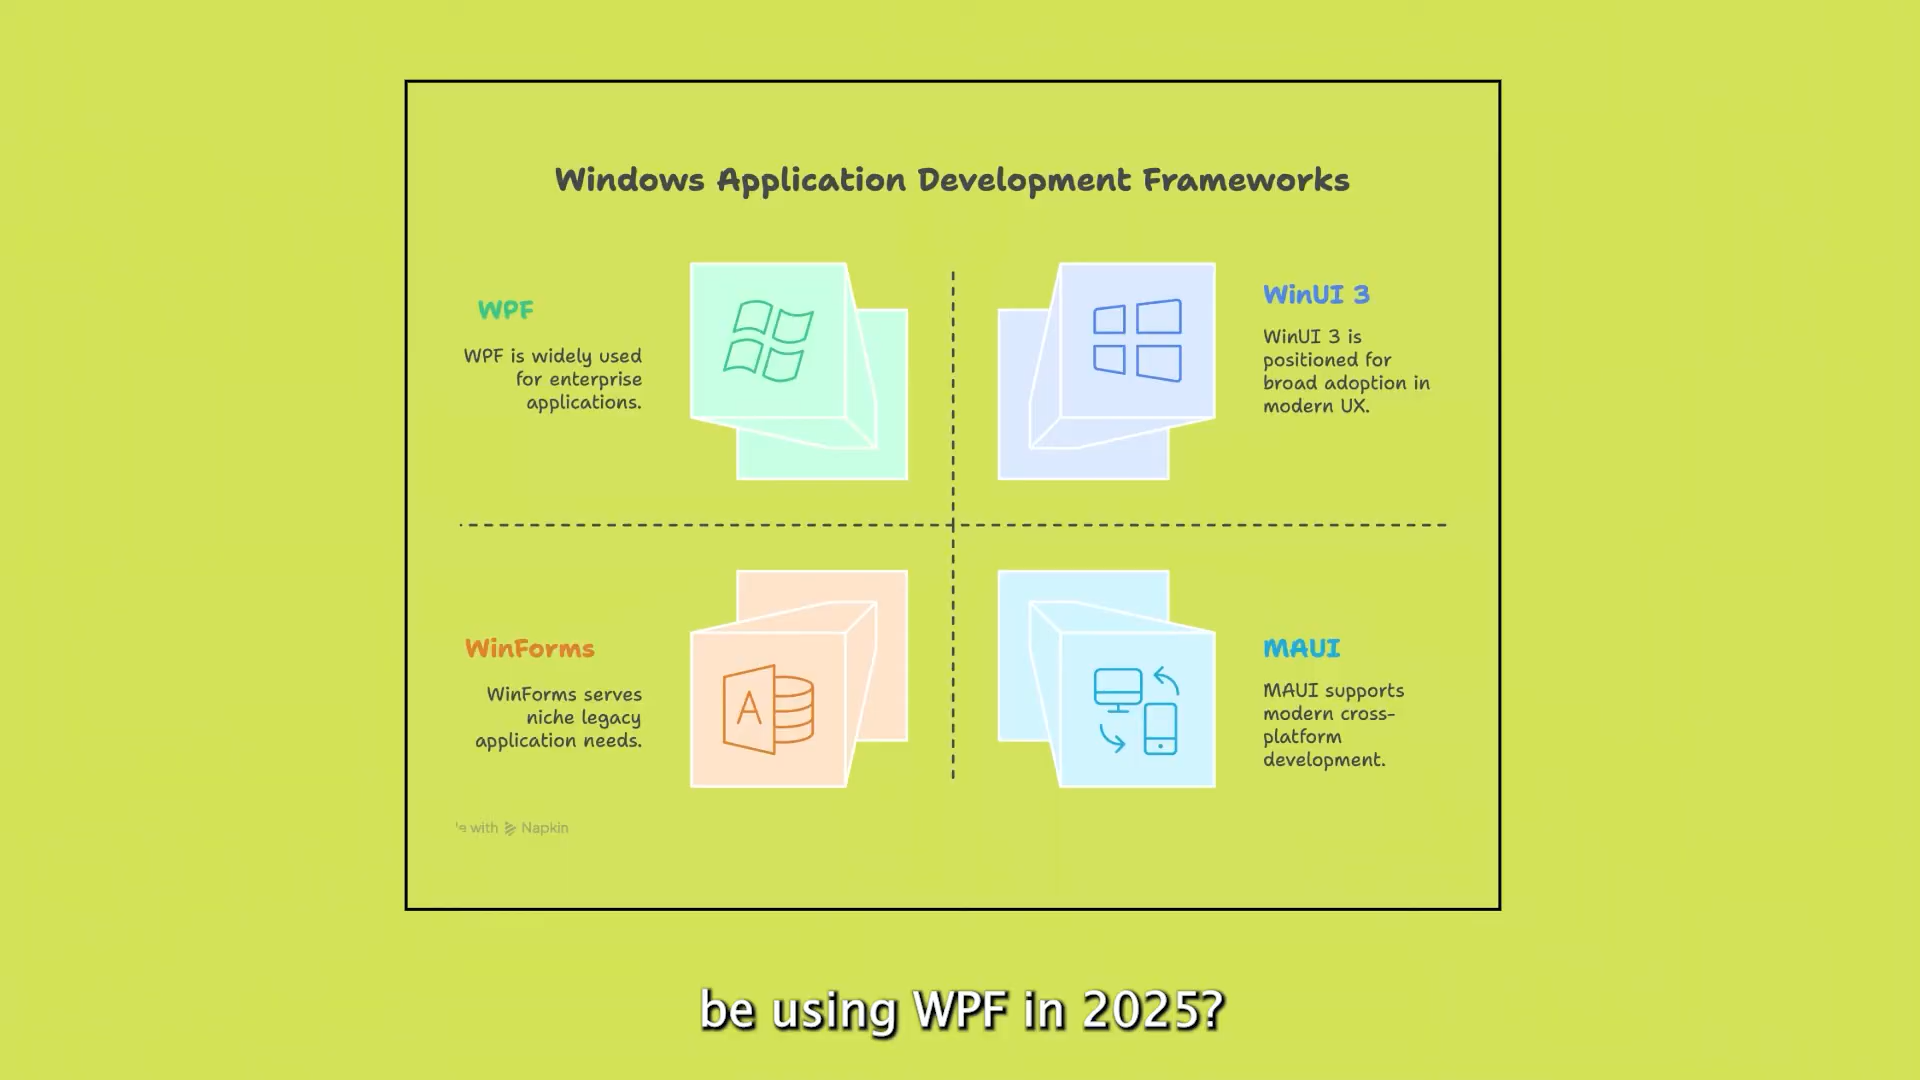 Windows Application Development Frameworks
WPF
WPF is widely used
for enterprise
applications.
WinUI 3
WinUI 3 is
positioned for
broad adoption in
modern UX.
WinForms
WinForms serves
niche legacy
application needs.
A
MAUI
MAUI supports
modern cross-
platform
development.
with Napkin
be using WPF in 2025?